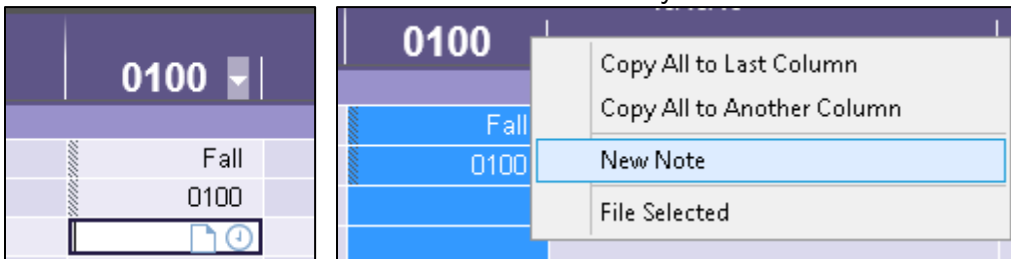 0100
Fall
0100
0100
Fall
0100
Copy All to Last Column
Copy All to Another Column
New Note
File Selected